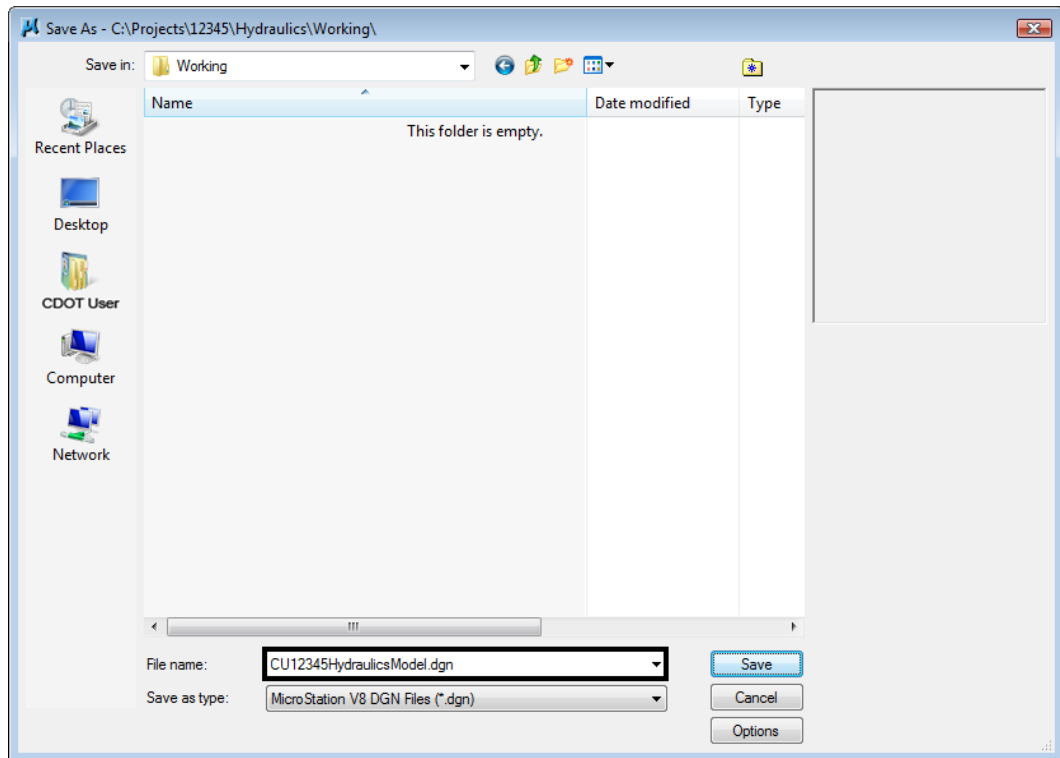 Save As - C:\Projects\12345\Hydraulics\Working\
Save in: Working
Name Date modified Type
This folder is empty.
Recent Places
Desktop
CDOT User
Computer
Network
File name: CU12345HydraulicsModel.dgn Save
Save as type: MicroStation V8 DGN Files (*.dgn) Cancel
Options